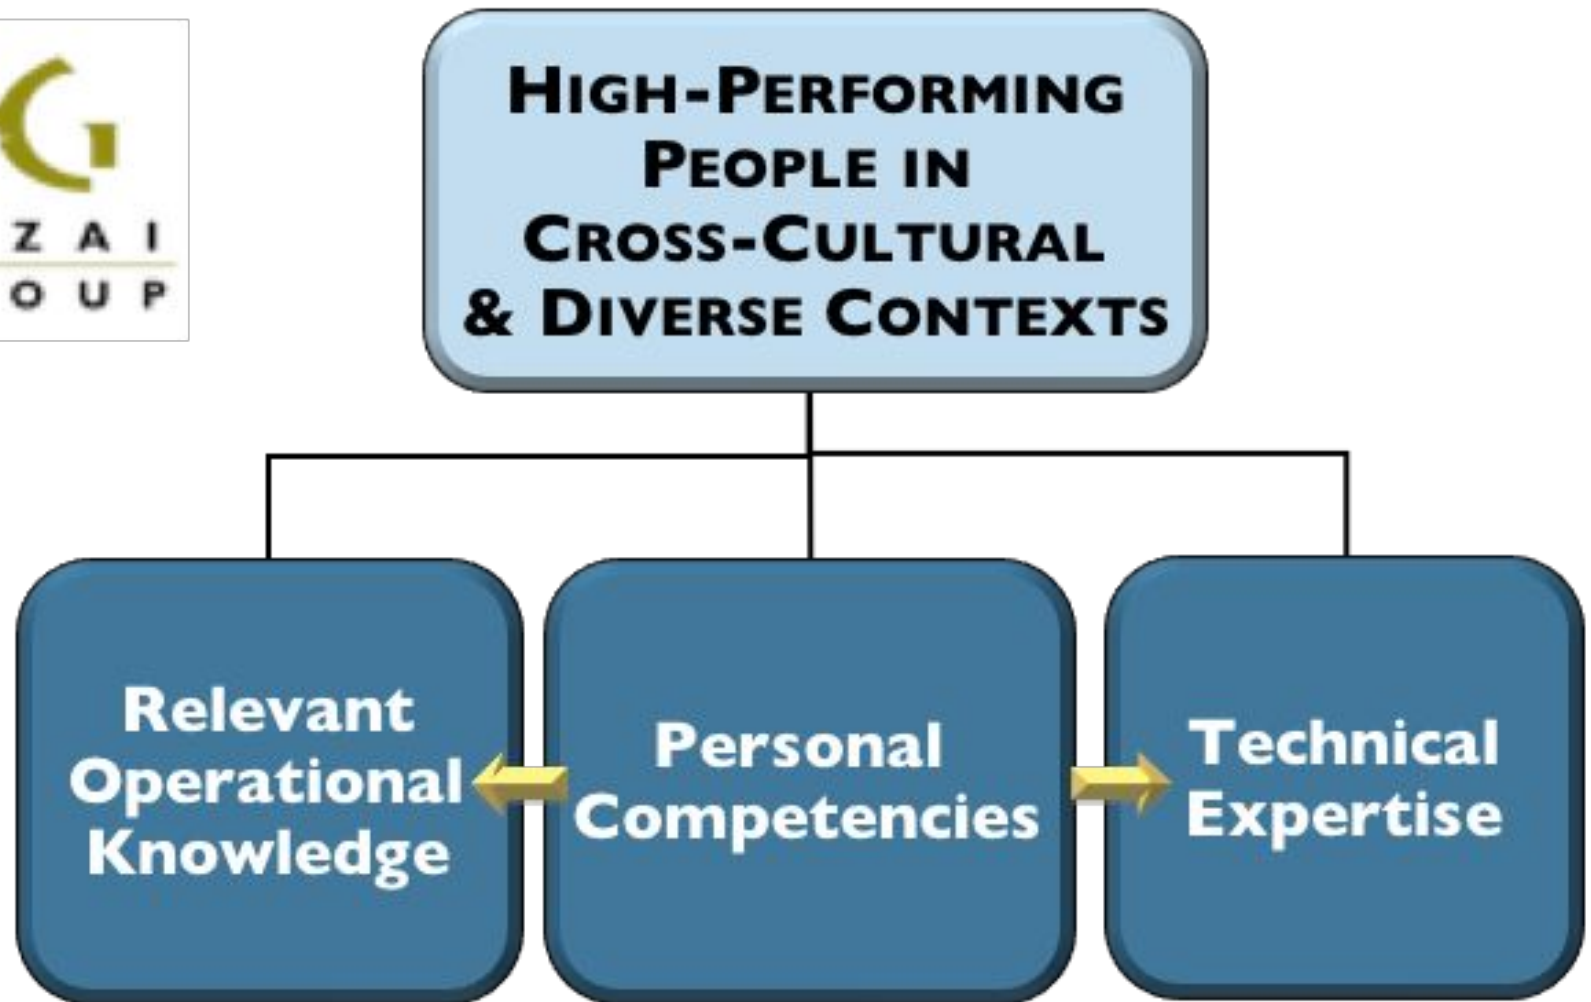 G
ZAI
OUP
HIGH-PERFORMING
PEOPLE IN
CROSS-CULTURAL
& DIVERSE CONTEXTS
Relevant
Operational
Knowledge
Personal
Competencies
Technical
Expertise